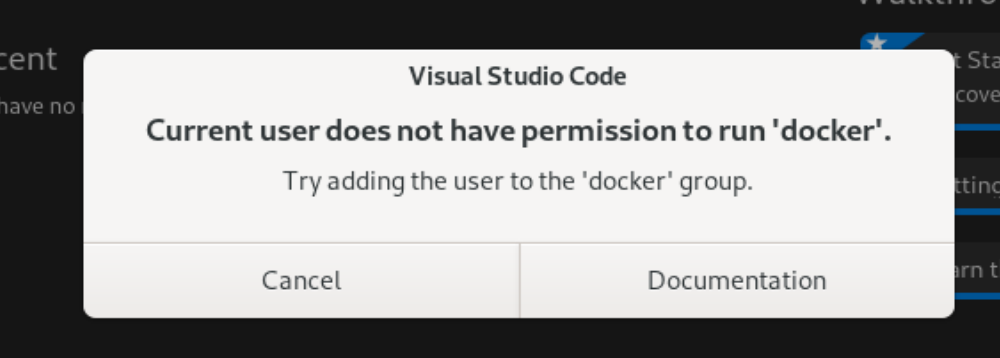 cent
have no
Visual Studio Code
Current user does not have permission to run 'docker'.
Try adding the user to the 'docker' group.
Cancel
Documentation
t Sta
cove
tting
arn t